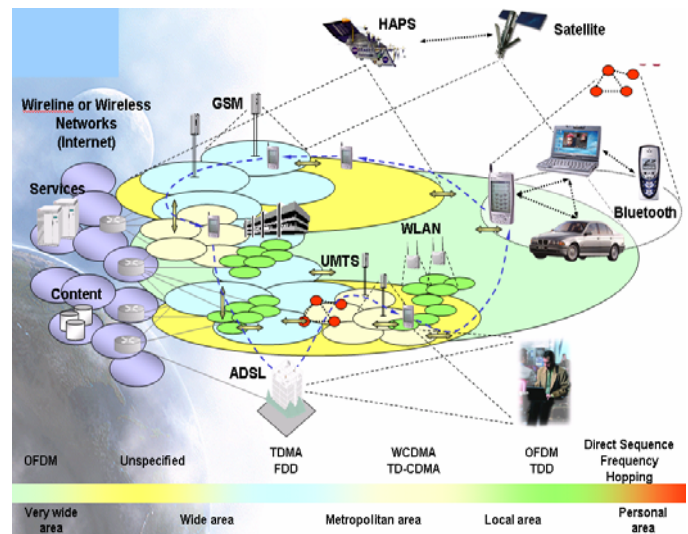 HAPS
Satellite
GSM
Wireline or Wireless
Networks
(Internet)
Services
Bluetooth
WLAN
UMTS
Content
ADSL
OFDM
Unspecified
TDMA
FDD
WCDMA
TD-CDMA
OFDM
TDD
Direct Sequence
Frequency
Hopping
Very wide
area
Wide area
Metropolitan area
Local area
Personal
area